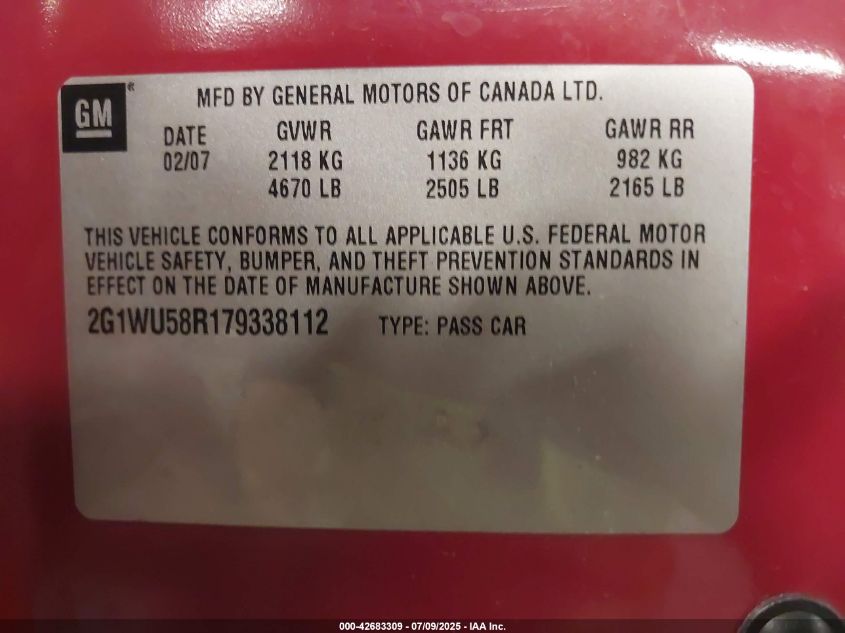 GM®
MFD BY GENERAL MOTORS OF CANADA LTD.
DATE GVWR GAWR FRT GAWR RR
02/07 2118 KG 1136 KG 982 KG
4670 LB 2505 LB 2165 LB
THIS VEHICLE CONFORMS TO ALL APPLICABLE U.S. FEDERAL MOTOR
VEHICLE SAFETY, BUMPER, AND THEFT PREVENTION STANDARDS IN
EFFECT ON THE DATE OF MANUFACTURE SHOWN ABOVE.
2G1WU58R179338112 TYPE: PASS CAR
000-42683309 - 07/09/2025 - IAA Inc.